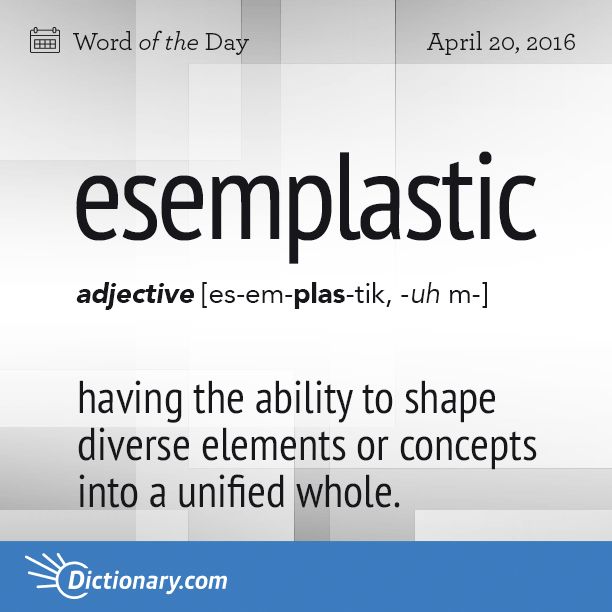 Word of the Day
April 20, 2016
esemplastic
adjective [es-em-plas-tik, -uh m-]
having the ability to shape
diverse elements or concepts
into a unified whole.
Dictionary.com